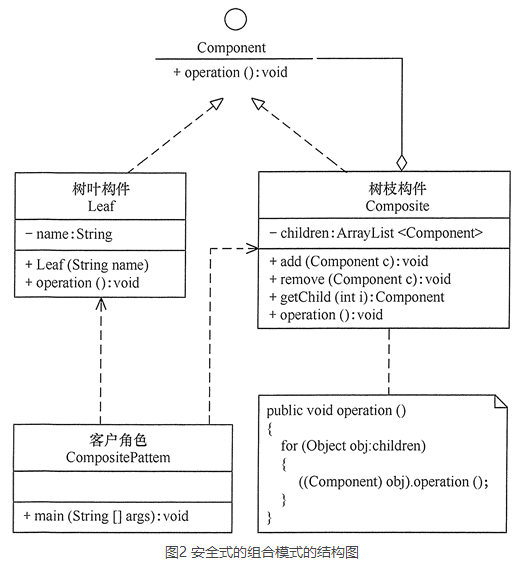 Component
+ operation ():void
树叶构件
Leaf
− name:String
+ Leaf (String name)
+ operation ():void
树枝构件
Composite
− children:ArrayList <Component>
+ add (Component c):void
+ remove (Component c):void
+ getChild (int i):Component
+ operation ():void
客户角色
CompositePattem
+ main (String [] args):void
public void operation ()
{
for (Object obj:children)
{
((Component) obj).operation ();
}
}
图2 安全式的组合模式的结构图